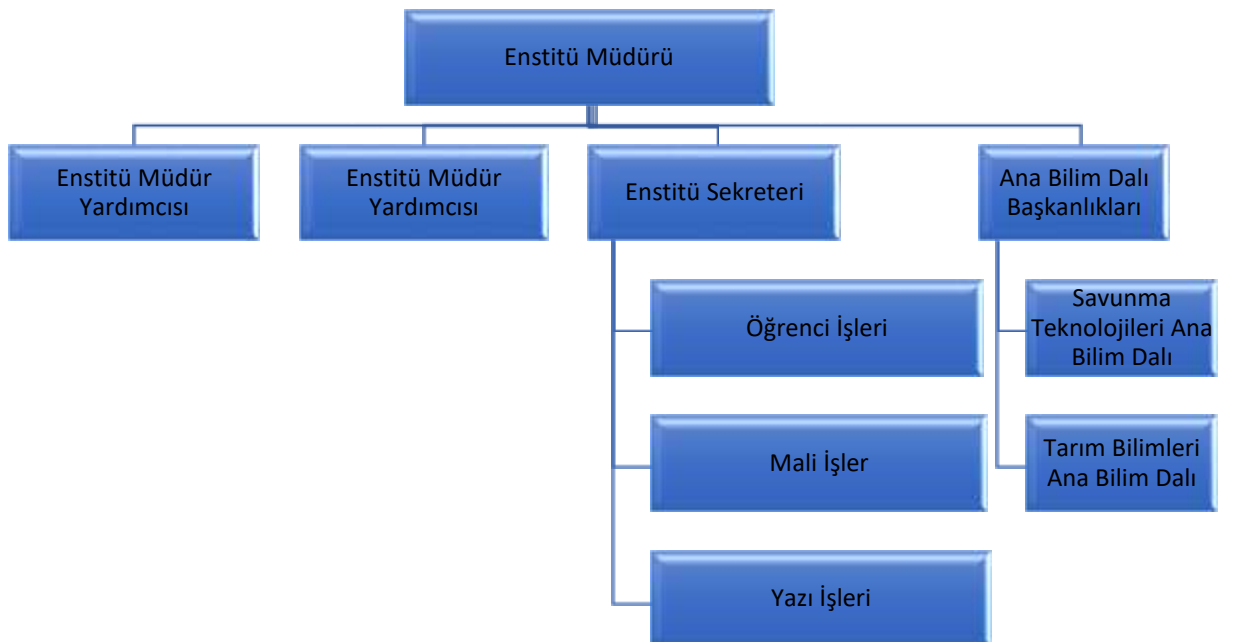 Enstitü Müdürü
Enstitü Müdür
Yardımcısı
Enstitü Müdür
Yardımcısı
Enstitü Sekreteri
Ana Bilim Dalı
Başkanlıkları
Öğrenci İşleri
Mali İşler
Yazı İşleri
Savunma
Teknolojileri Ana
Bilim Dalı
Tarım Bilimleri
Ana Bilim Dalı